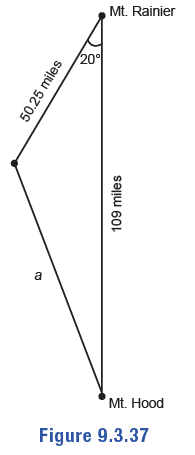 Mt. Rainier
20°
50.25 miles
109 miles
a
Mt. Hood
Figure 9.3.37